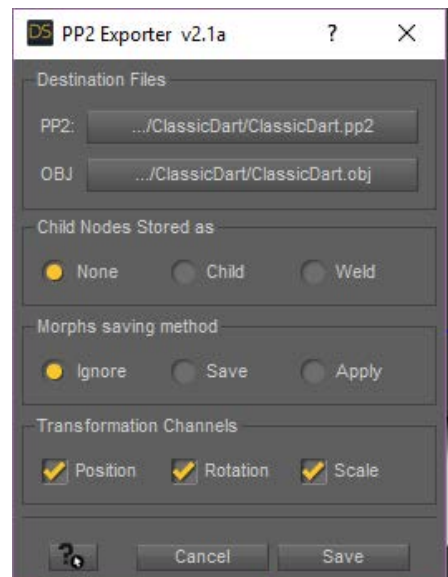 DS PP2 Exporter v2.1a ? X
Destination Files
PP2: .../ClassicDart/ClassicDart.pp2
OBJ .../ClassicDart/ClassicDart.obj
Child Nodes Stored as
None Child Weld
Morphs saving method
Ignore Save Apply
Transformation Channels
Position Rotation Scale
? Cancel Save